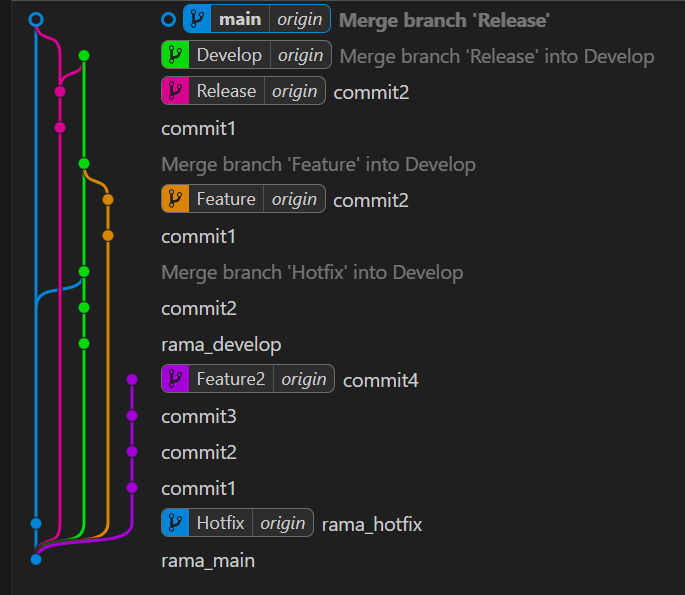 main origin Merge branch 'Release'
Develop origin Merge branch 'Release' into Develop
Release origin commit2
commit1
Merge branch 'Feature' into Develop
Feature origin commit2
commit1
Merge branch 'Hotfix' into Develop
commit2
rama_develop
Feature2 origin commit4
commit3
commit2
commit1
Hotfix origin rama_hotfix
rama_main